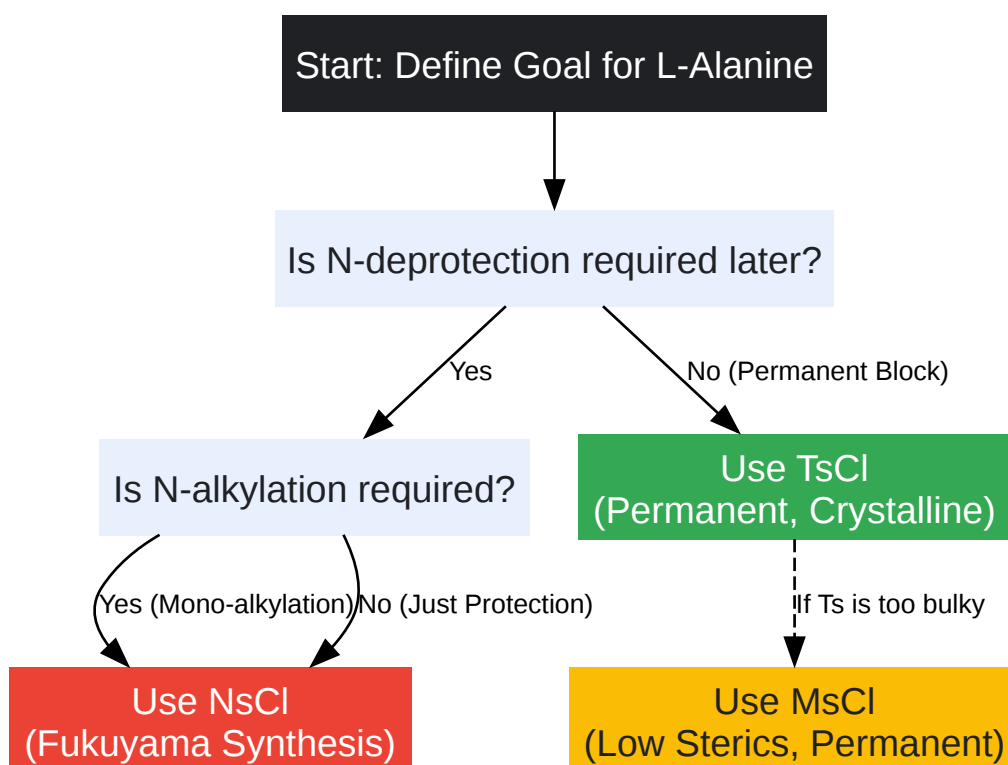 Start: Define Goal for L-Alanine
Is N-deprotection required later?
Yes
No (Permanent Block)
Is N-alkylation required?
Use TsCl
(Permanent, Crystalline)
Yes (Mono-alkylation)
No (Just Protection)
If Ts is too bulky
Use NsCl
(Fukuyama Synthesis)
Use MsCl
(Low Sterics, Permanent)